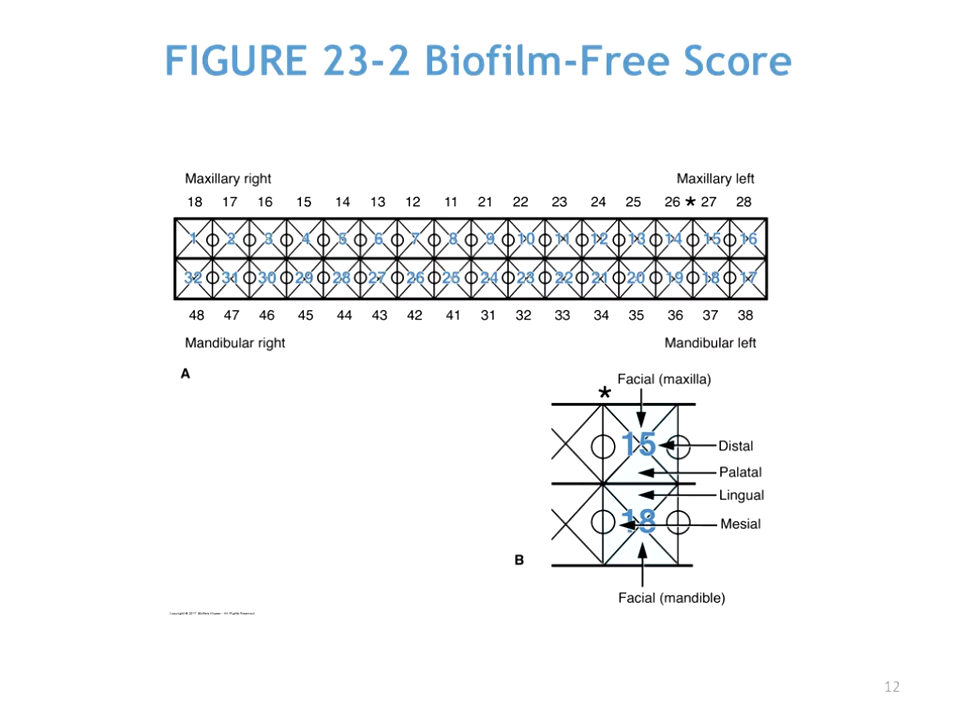 FIGURE 23-2 Biofilm-Free Score
Maxillary right Maxillary left
18 17 16 15 14 13 12 11 21 22 23 24 25 26 * 27 28
1 2 3 4 5 6 7 8 9 10 11 12 13 14 15 16
32 31 30 29 28 27 26 25 24 23 22 21 20 19 18 17
48 47 46 45 44 43 42 41 31 32 33 34 35 36 37 38
Mandibular right Mandibular left
A
Facial (maxilla)
*
15
Distal
Palatal
Lingual
18
Mesial
B
Facial (mandible)
12